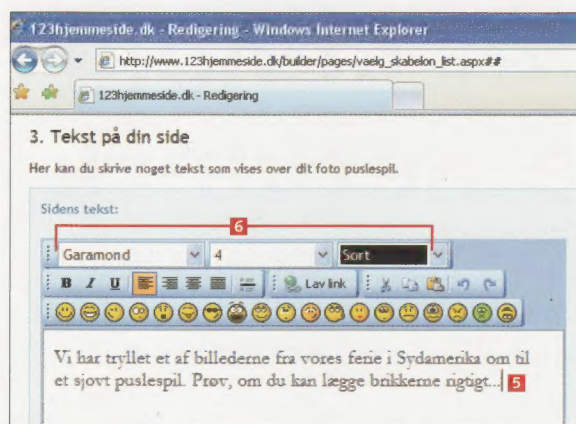 123hjemmeside.dk - Redigering - Windows Internet Explorer
http://www.123hjemmeside.dk/builder/pages/vaelg_skabelon_list.aspx##
123hjemmeside.dk - Redigering
3. Tekst på din side
Her kan du skrive noget tekst som vises over dit foto puslespil.
Sidens tekst:
6
Garamond 4 Sort
B I U Lav link
Vi har tryllet et af billederne fra vores ferie i Sydamerika om til
et sjovt puslespil. Prøv, om du kan lægge brikkerne rigtigt... 5